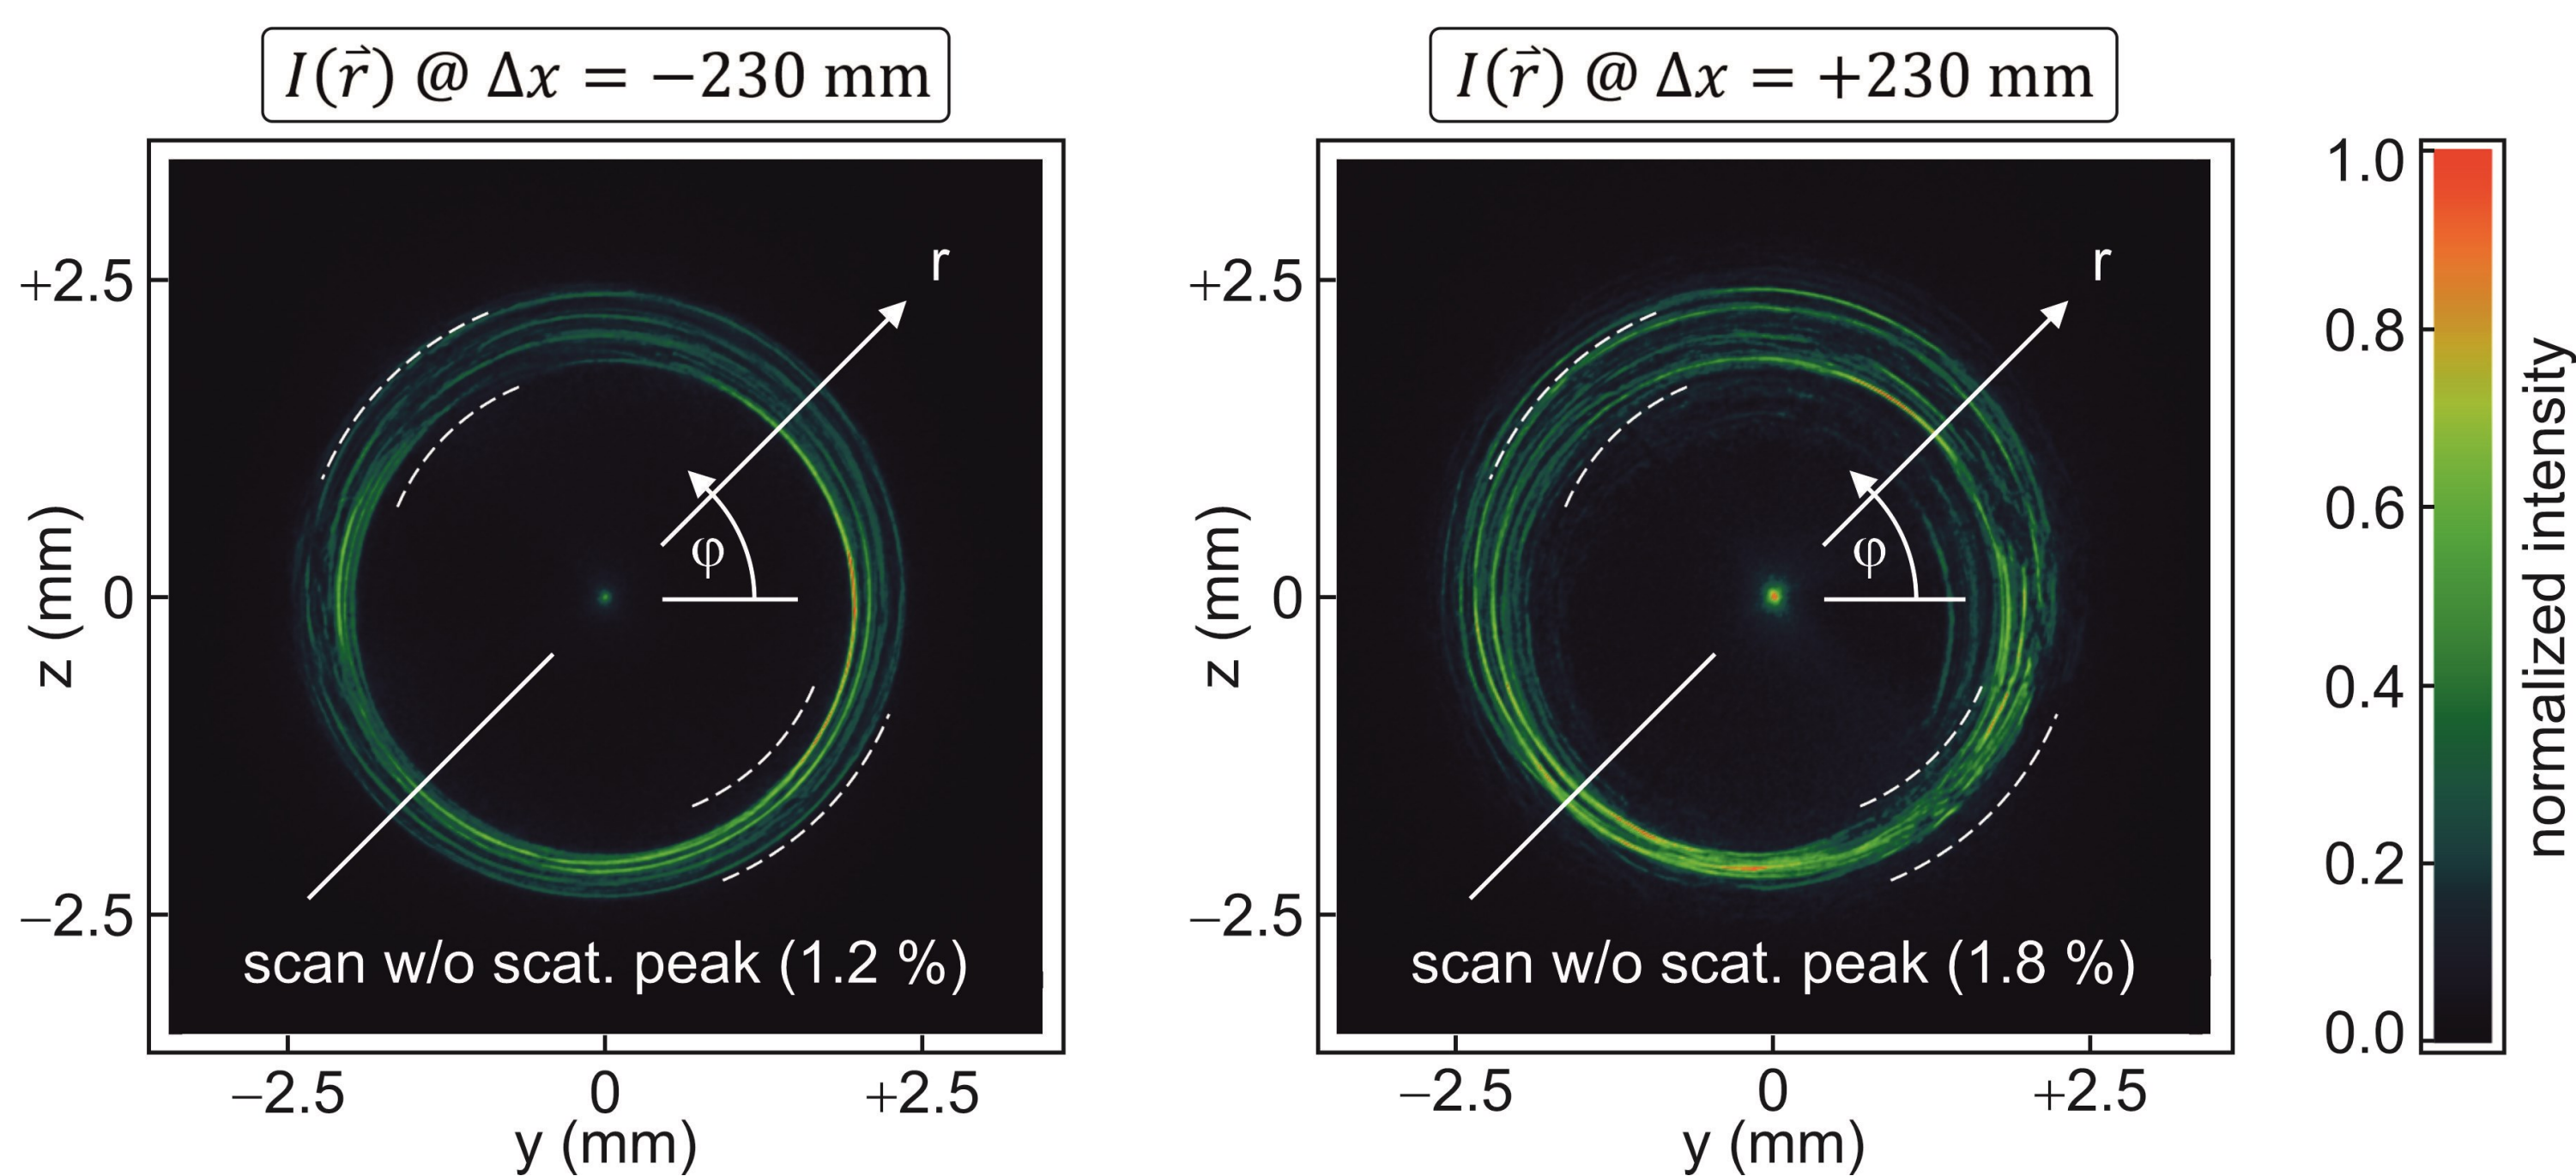 I(r⃗) @ Δx = −230 mm
I(r⃗) @ Δx = +230 mm
+2.5
0
−2.5
z (mm)
r
φ
scan w/o scat. peak (1.2 %)
−2.5
0
+2.5
y (mm)
+2.5
0
−2.5
z (mm)
r
φ
scan w/o scat. peak (1.8 %)
−2.5
0
+2.5
y (mm)
1.0
0.8
0.6
0.4
0.2
0.0
normalized intensity